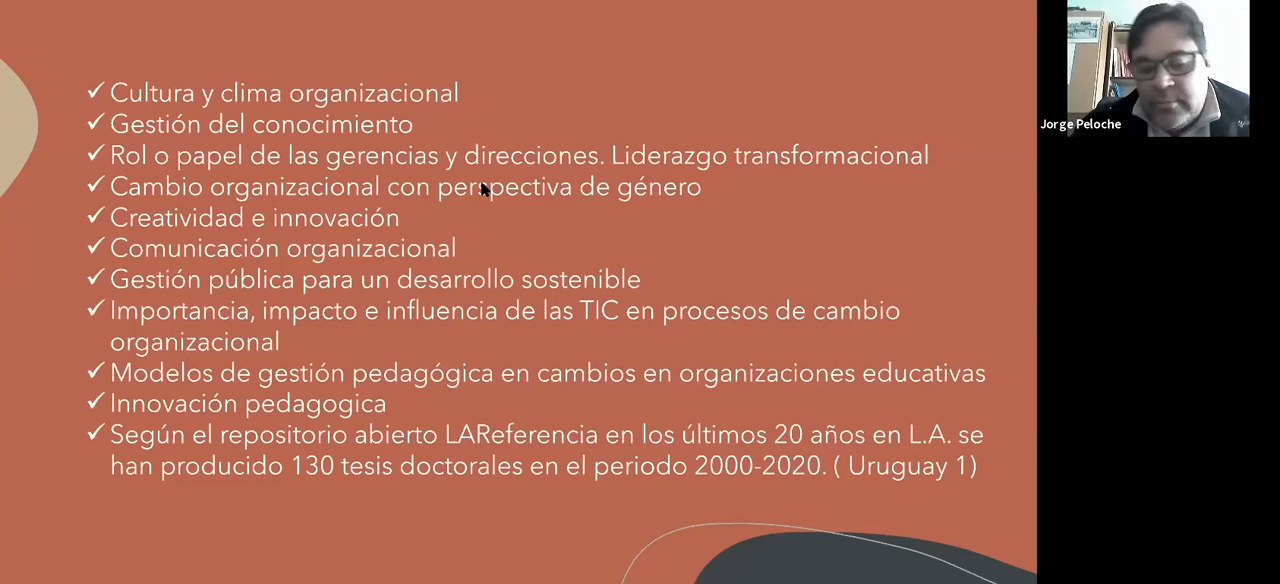 ✓ Cultura y clima organizacional
✓ Gestión del conocimiento
✓ Rol o papel de las gerencias y direcciones. Liderazgo transformacional
✓ Cambio organizacional con perspectiva de género
✓ Creatividad e innovación
✓ Comunicación organizacional
✓ Gestión pública para un desarrollo sostenible
✓ Importancia, impacto e influencia de las TIC en procesos de cambio
organizacional
✓ Modelos de gestión pedagógica en cambios en organizaciones educativas
✓ Innovación pedagogica
✓ Según el repositorio abierto LAReferencia en los últimos 20 años en L.A. se
han producido 130 tesis doctorales en el periodo 2000-2020. ( Uruguay 1)
Jorge Peloche